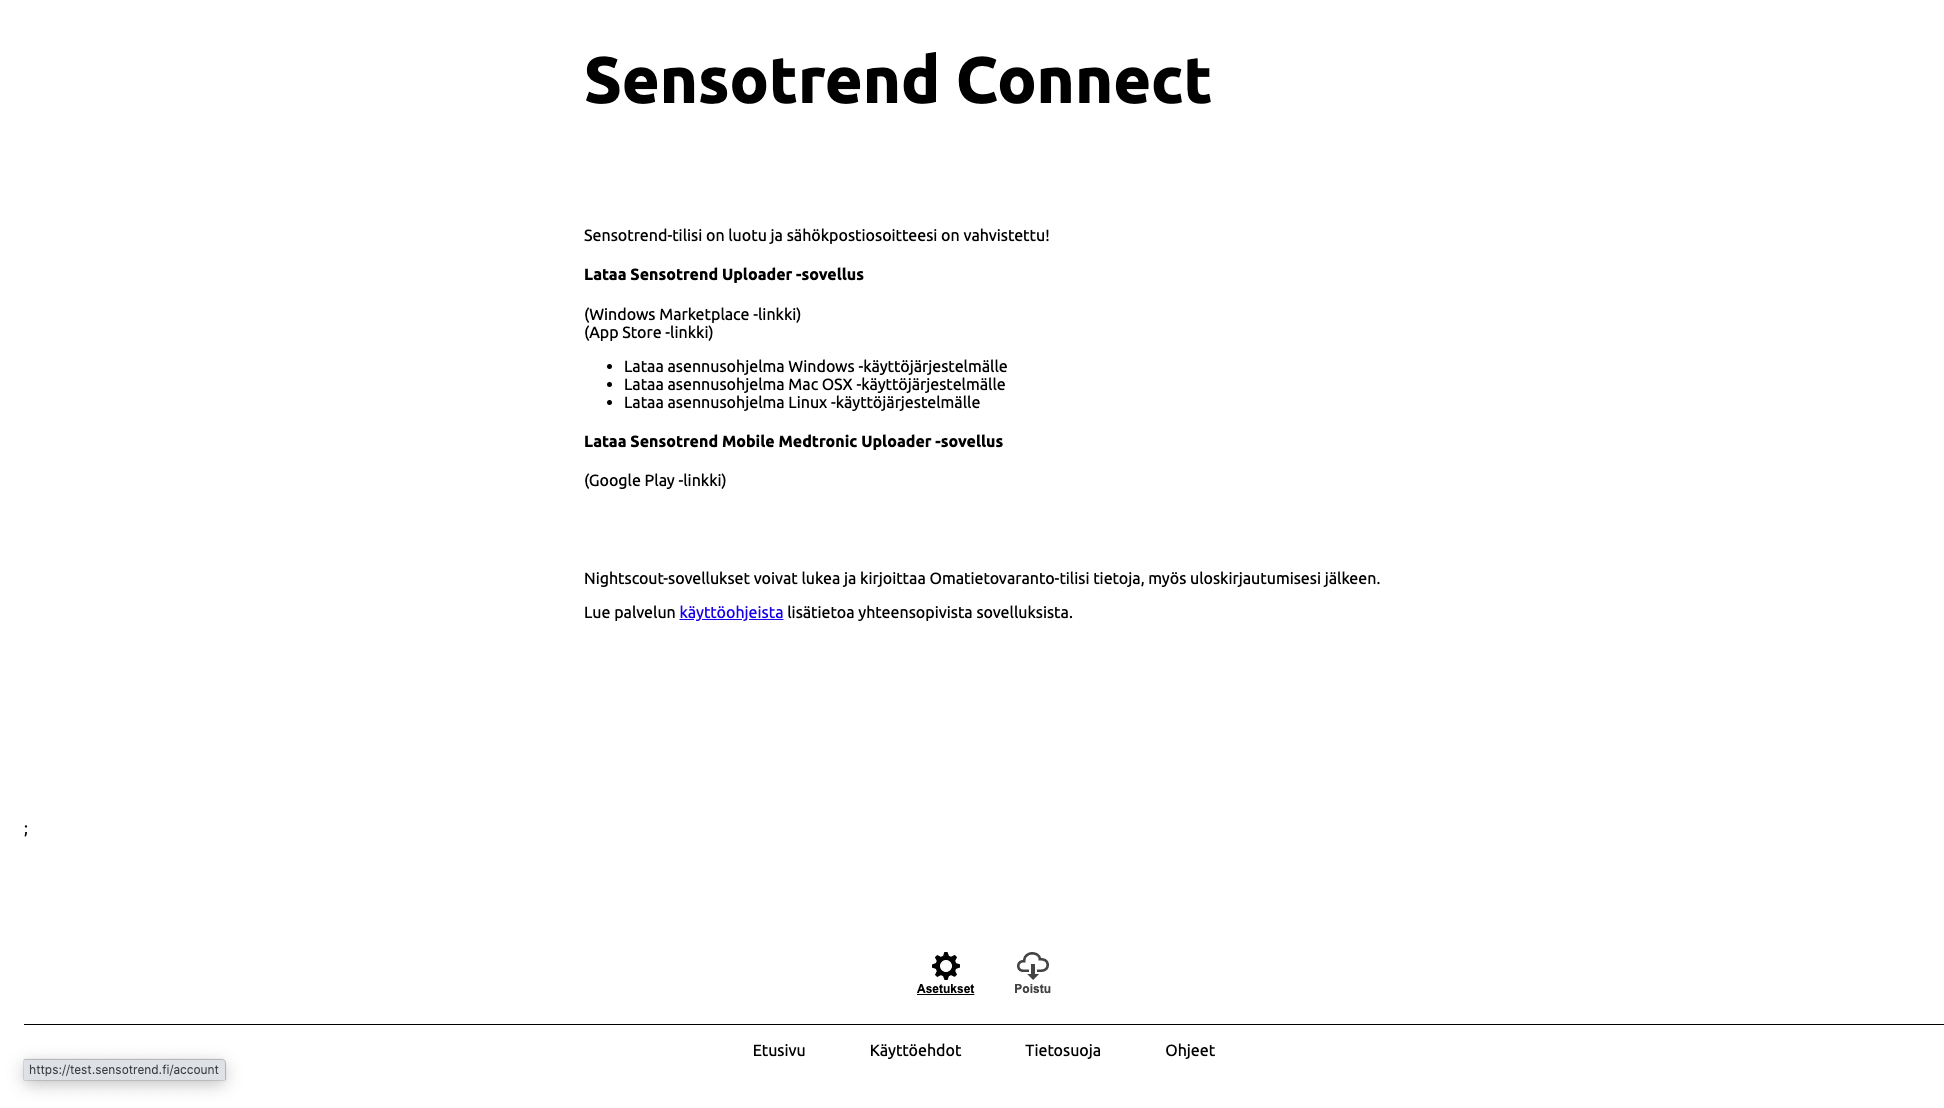 Sensotrend Connect
Sensotrend-tilisi on luotu ja sähökpostiosoitteesi on vahvistettu!
Lataa Sensotrend Uploader -sovellus
(Windows Marketplace -linkki)
(App Store -linkki)
• Lataa asennusohjelma Windows -käyttöjärjestelmälle
• Lataa asennusohjelma Mac OSX -käyttöjärjestelmälle
• Lataa asennusohjelma Linux -käyttöjärjestelmälle
Lataa Sensotrend Mobile Medtronic Uploader -sovellus
(Google Play -linkki)
Nightscout-sovellukset voivat lukea ja kirjoittaa Omatietovaranto-tilisi tietoja, myös uloskirjautumisesi jälkeen.
Lue palvelun käyttöohjeista lisätietoa yhteensopivista sovelluksista.
;
Asetukset Poistu
Etusivu Käyttöehdot Tietosuoja Ohjeet
https://test.sensotrend.fi/account